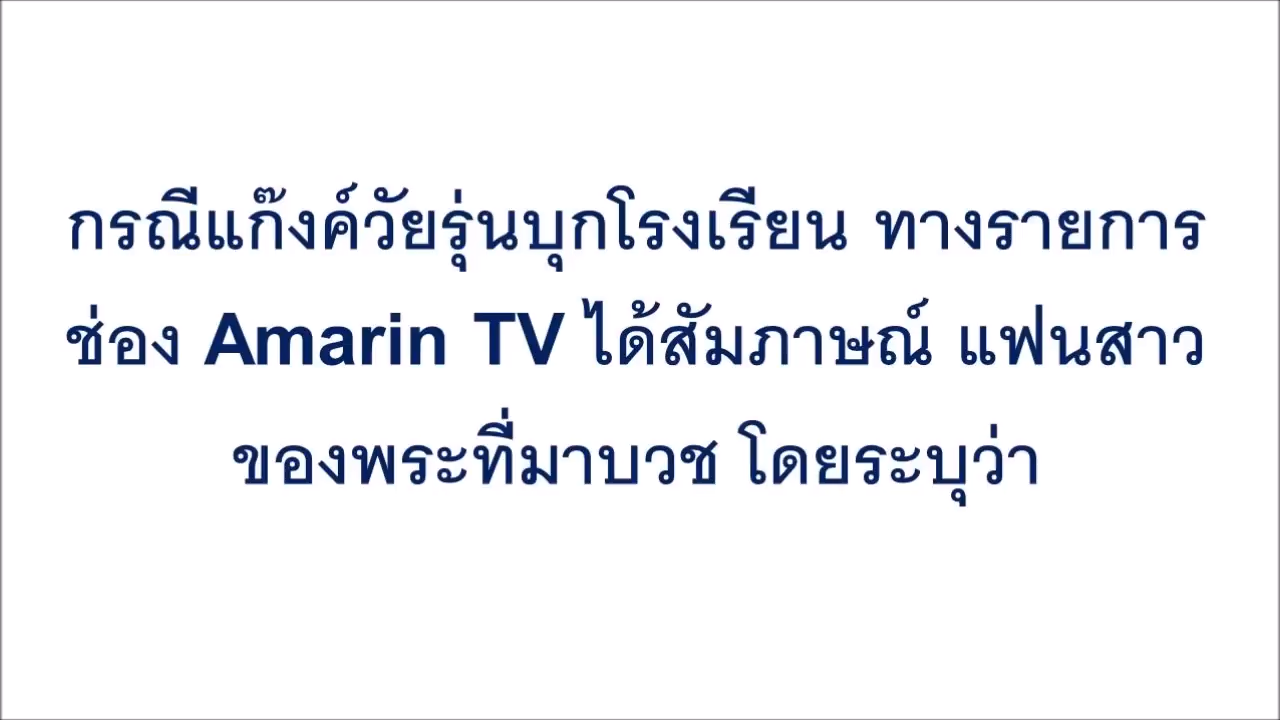 กรณีแก๊งค์วัยรุ่นบุกโรงเรียน ทางรายการ
ช่อง Amarin TV ได้สัมภาษณ์ แฟนสาว
ของพระที่มาบวช โดยระบุว่า